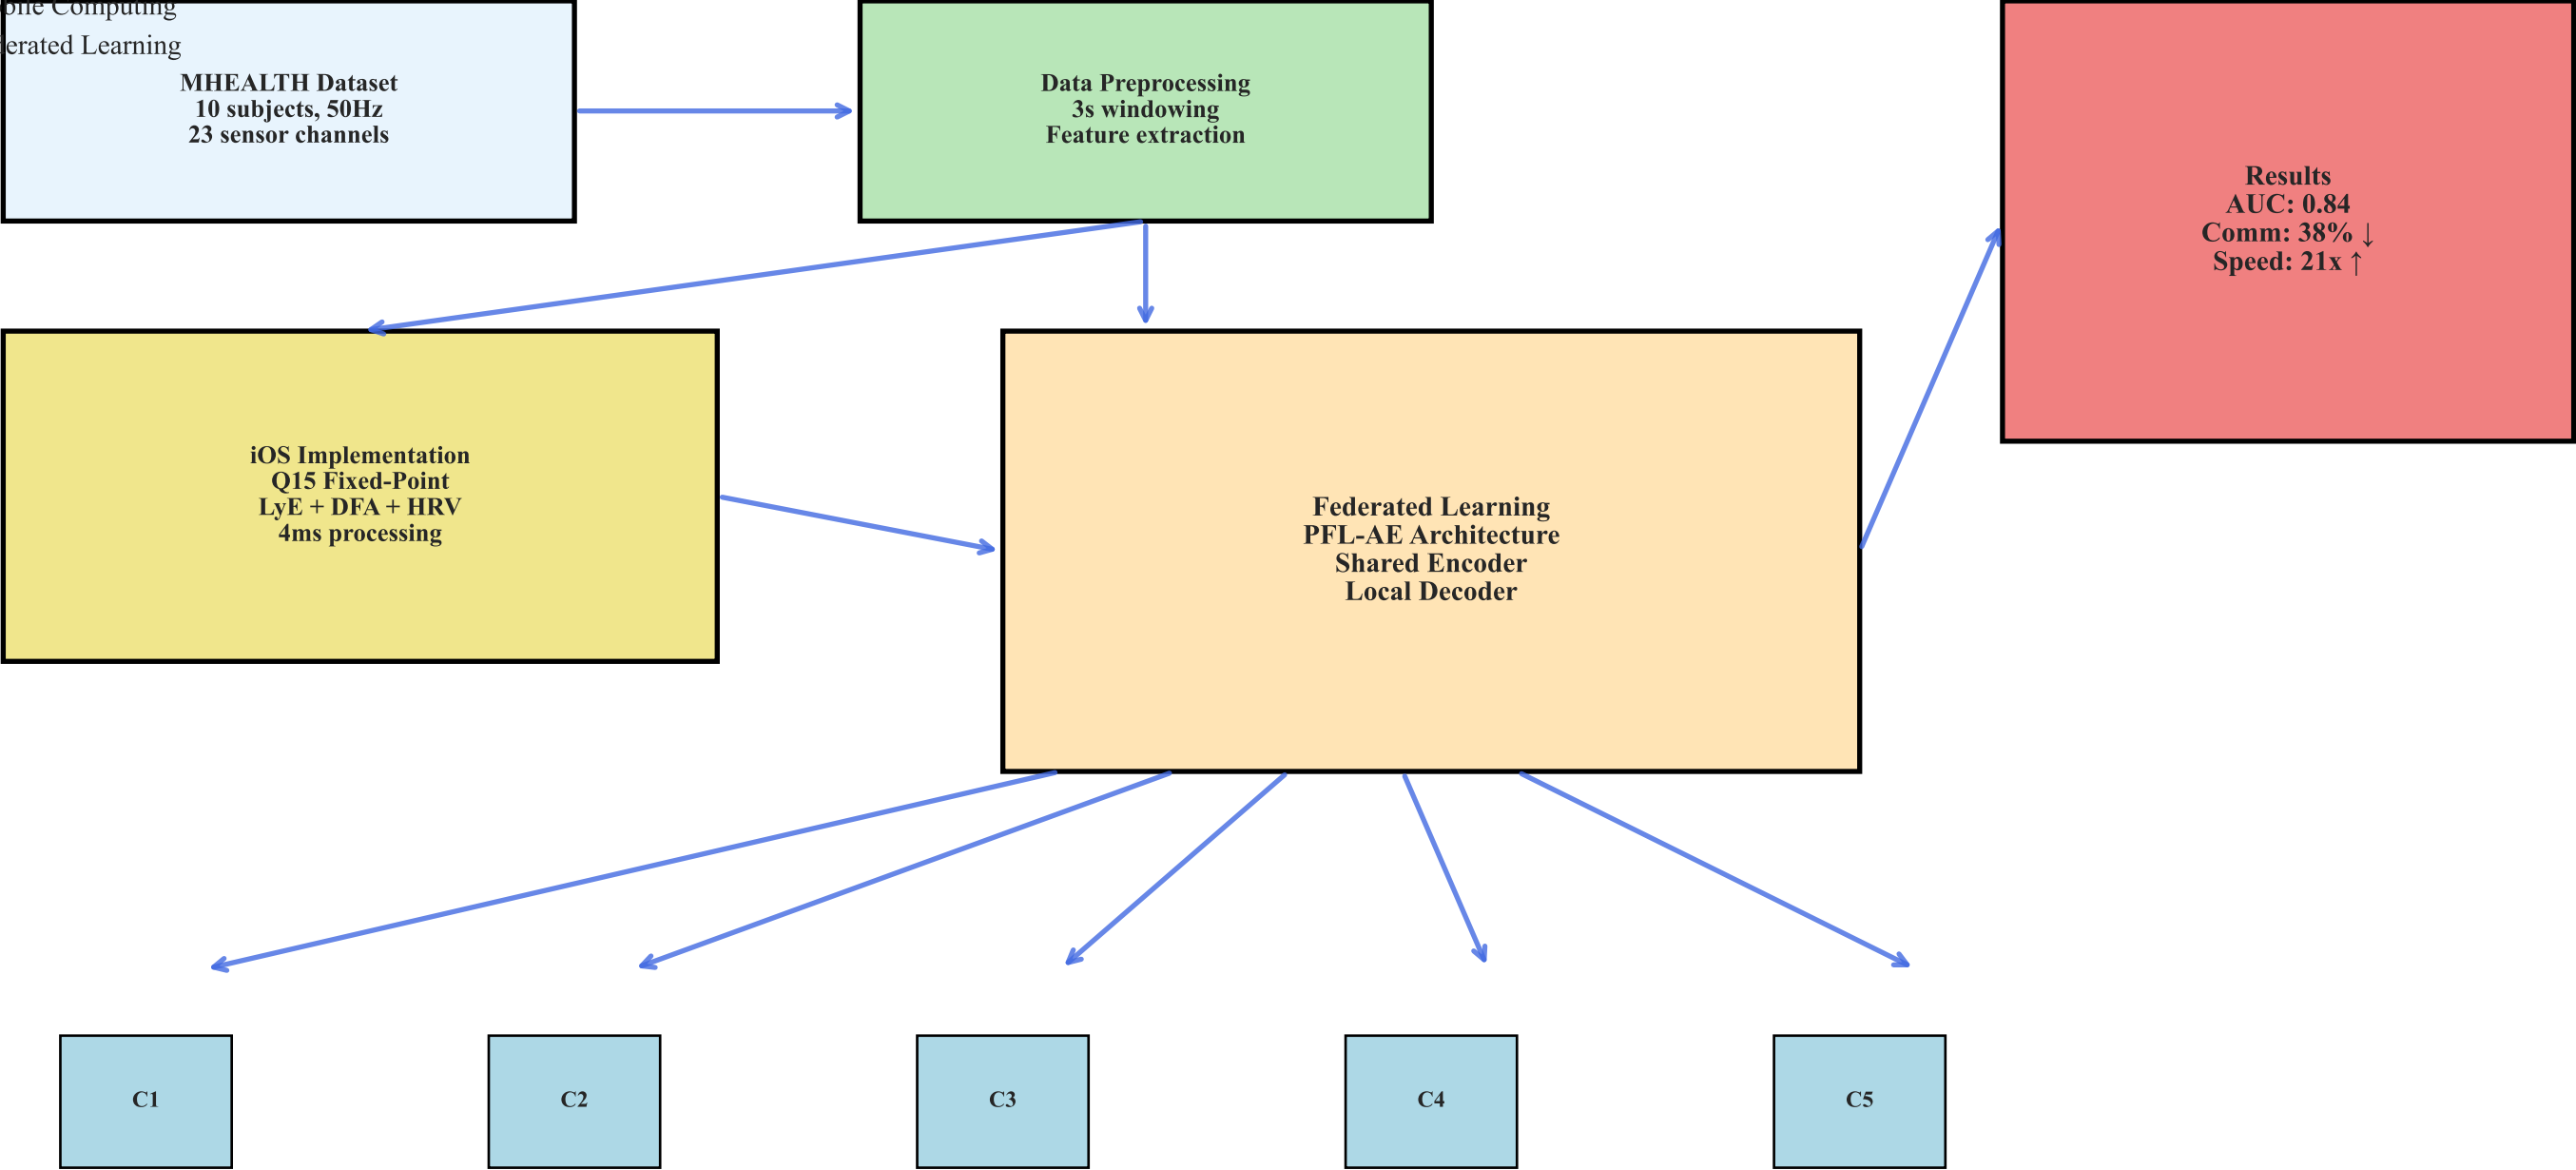 Computing
Learning
MHEALTH Dataset
10 subjects, 50Hz
23 sensor channels
Data Preprocessing
3s windowing
Feature extraction
Results
AUC: 0.84
Comm: 38% ↓
Speed: 21x ↑
iOS Implementation
Q15 Fixed-Point
LyE + DFA + HRV
4ms processing
Federated Learning
PFL-AE Architecture
Shared Encoder
Local Decoder
C1
C2
C3
C4
C5